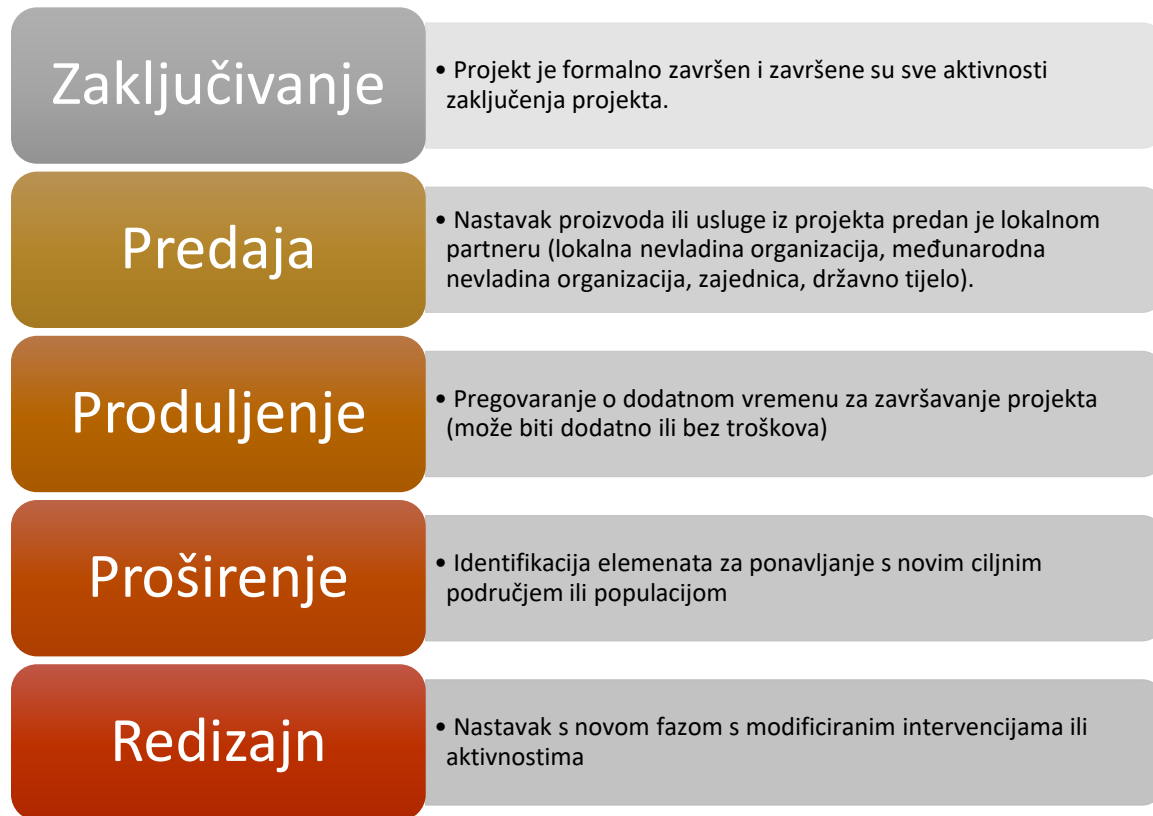 Zaključivanje
• Projekt je formalno završen i završene su sve aktivnosti
zaključenja projekta.
Predaja
• Nastavak proizvoda ili usluge iz projekta predan je lokalnom
partneru (lokalna nevladina organizacija, međunarodna
nevladina organizacija, zajednica, državno tijelo).
Produljenje
• Pregovaranje o dodatnom vremenu za završavanje projekta
(može biti dodatno ili bez troškova)
Proširenje
• Identifikacija elemenata za ponavljanje s novim ciljnim
područjem ili populacijom
Redizajn
• Nastavak s novom fazom s modificiranim intervencijama ili
aktivnostima